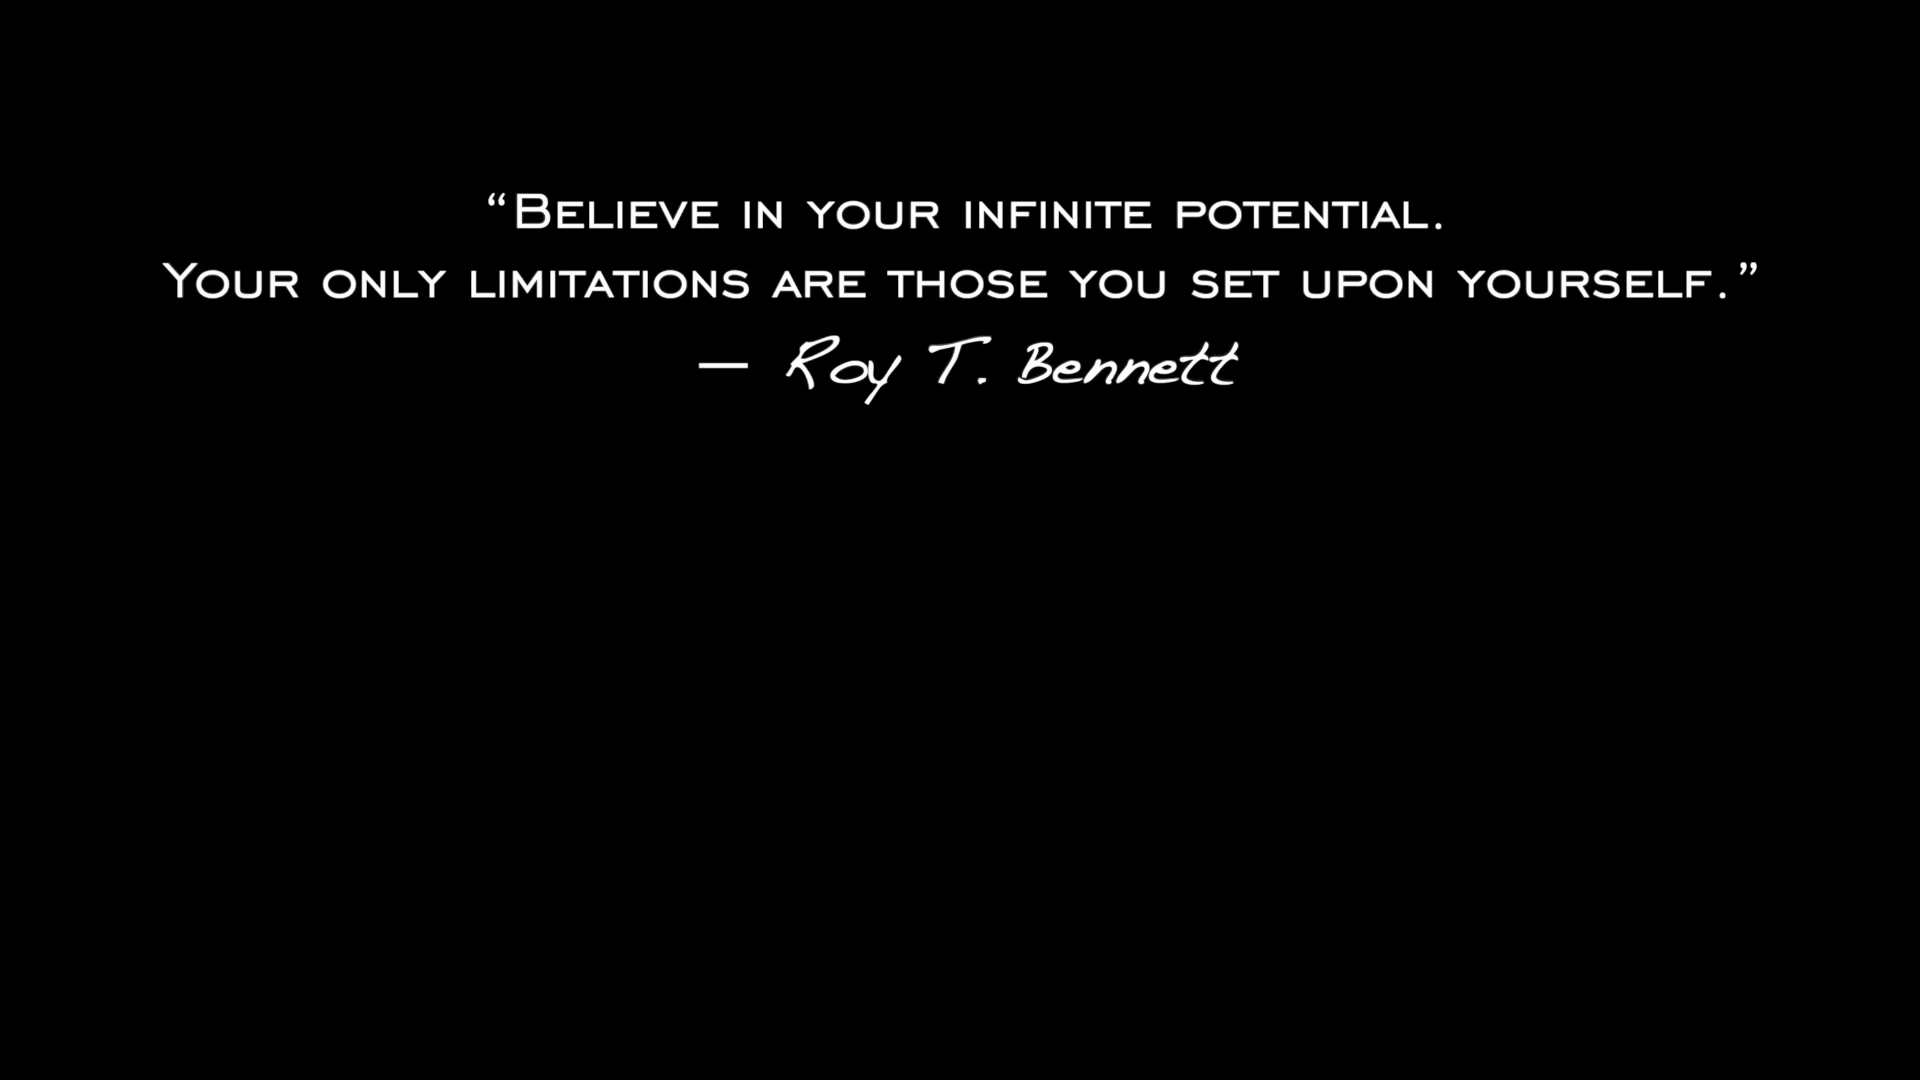 “Believe in your infinite potential.
Your only limitations are those you set upon yourself.”
— Roy T. Bennett